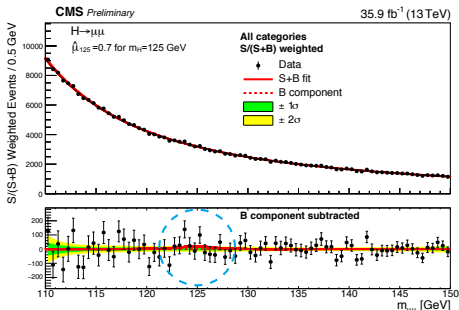 CMS Preliminary 35.9 fb⁻¹ (13 TeV)
H→μμ
μ̂₁₂₅=0.7 for m_H=125 GeV
All categories
S/(S+B) weighted
Data
S+B fit
B component
± 1σ
± 2σ
S/(S+B) Weighted Events / 0.5 GeV
10000
8000
6000
4000
2000
0
B component subtracted
200
100
0
−100
−200
110 115 120 125 130 135 140 145 150
[GeV]